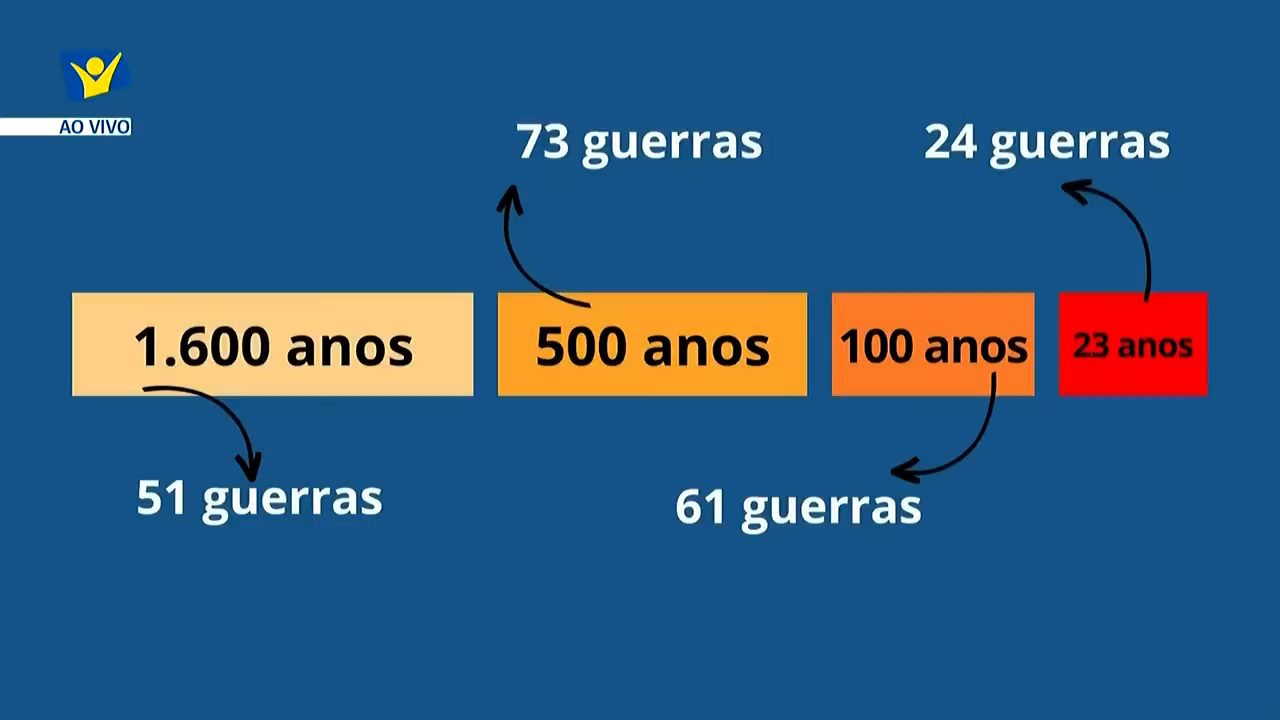 AO VIVO
73 guerras
24 guerras
1.600 anos
500 anos
100 anos
23 anos
51 guerras
61 guerras